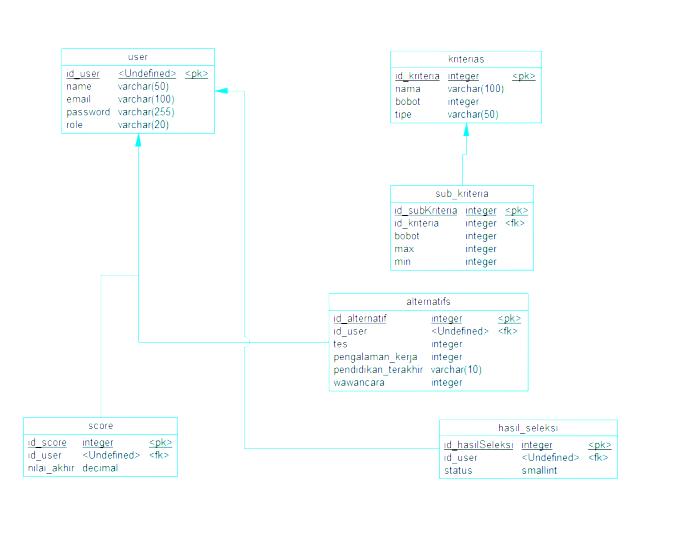 user
id_user <Undefined> <pk>
name varchar(50)
email varchar(100)
password varchar(255)
role varchar(20)
kriterias
id_kriteria integer <pk>
nama varchar(100)
bobot integer
tipe varchar(50)
sub_kriteria
id_subKriteria integer <pk>
id_kriteria integer <fk>
bobot integer
max integer
min integer
alternatifs
id_alternatif integer <pk>
id_user <Undefined> <fk>
tes integer
pengalaman_kerja integer
pendidikan_terakhir varchar(10)
wawancara integer
score
id_score integer <pk>
id_user <Undefined> <fk>
nilai_akhir decimal
hasil_seleksi
id_hasilSeleksi integer <pk>
id_user <Undefined> <fk>
status smallint